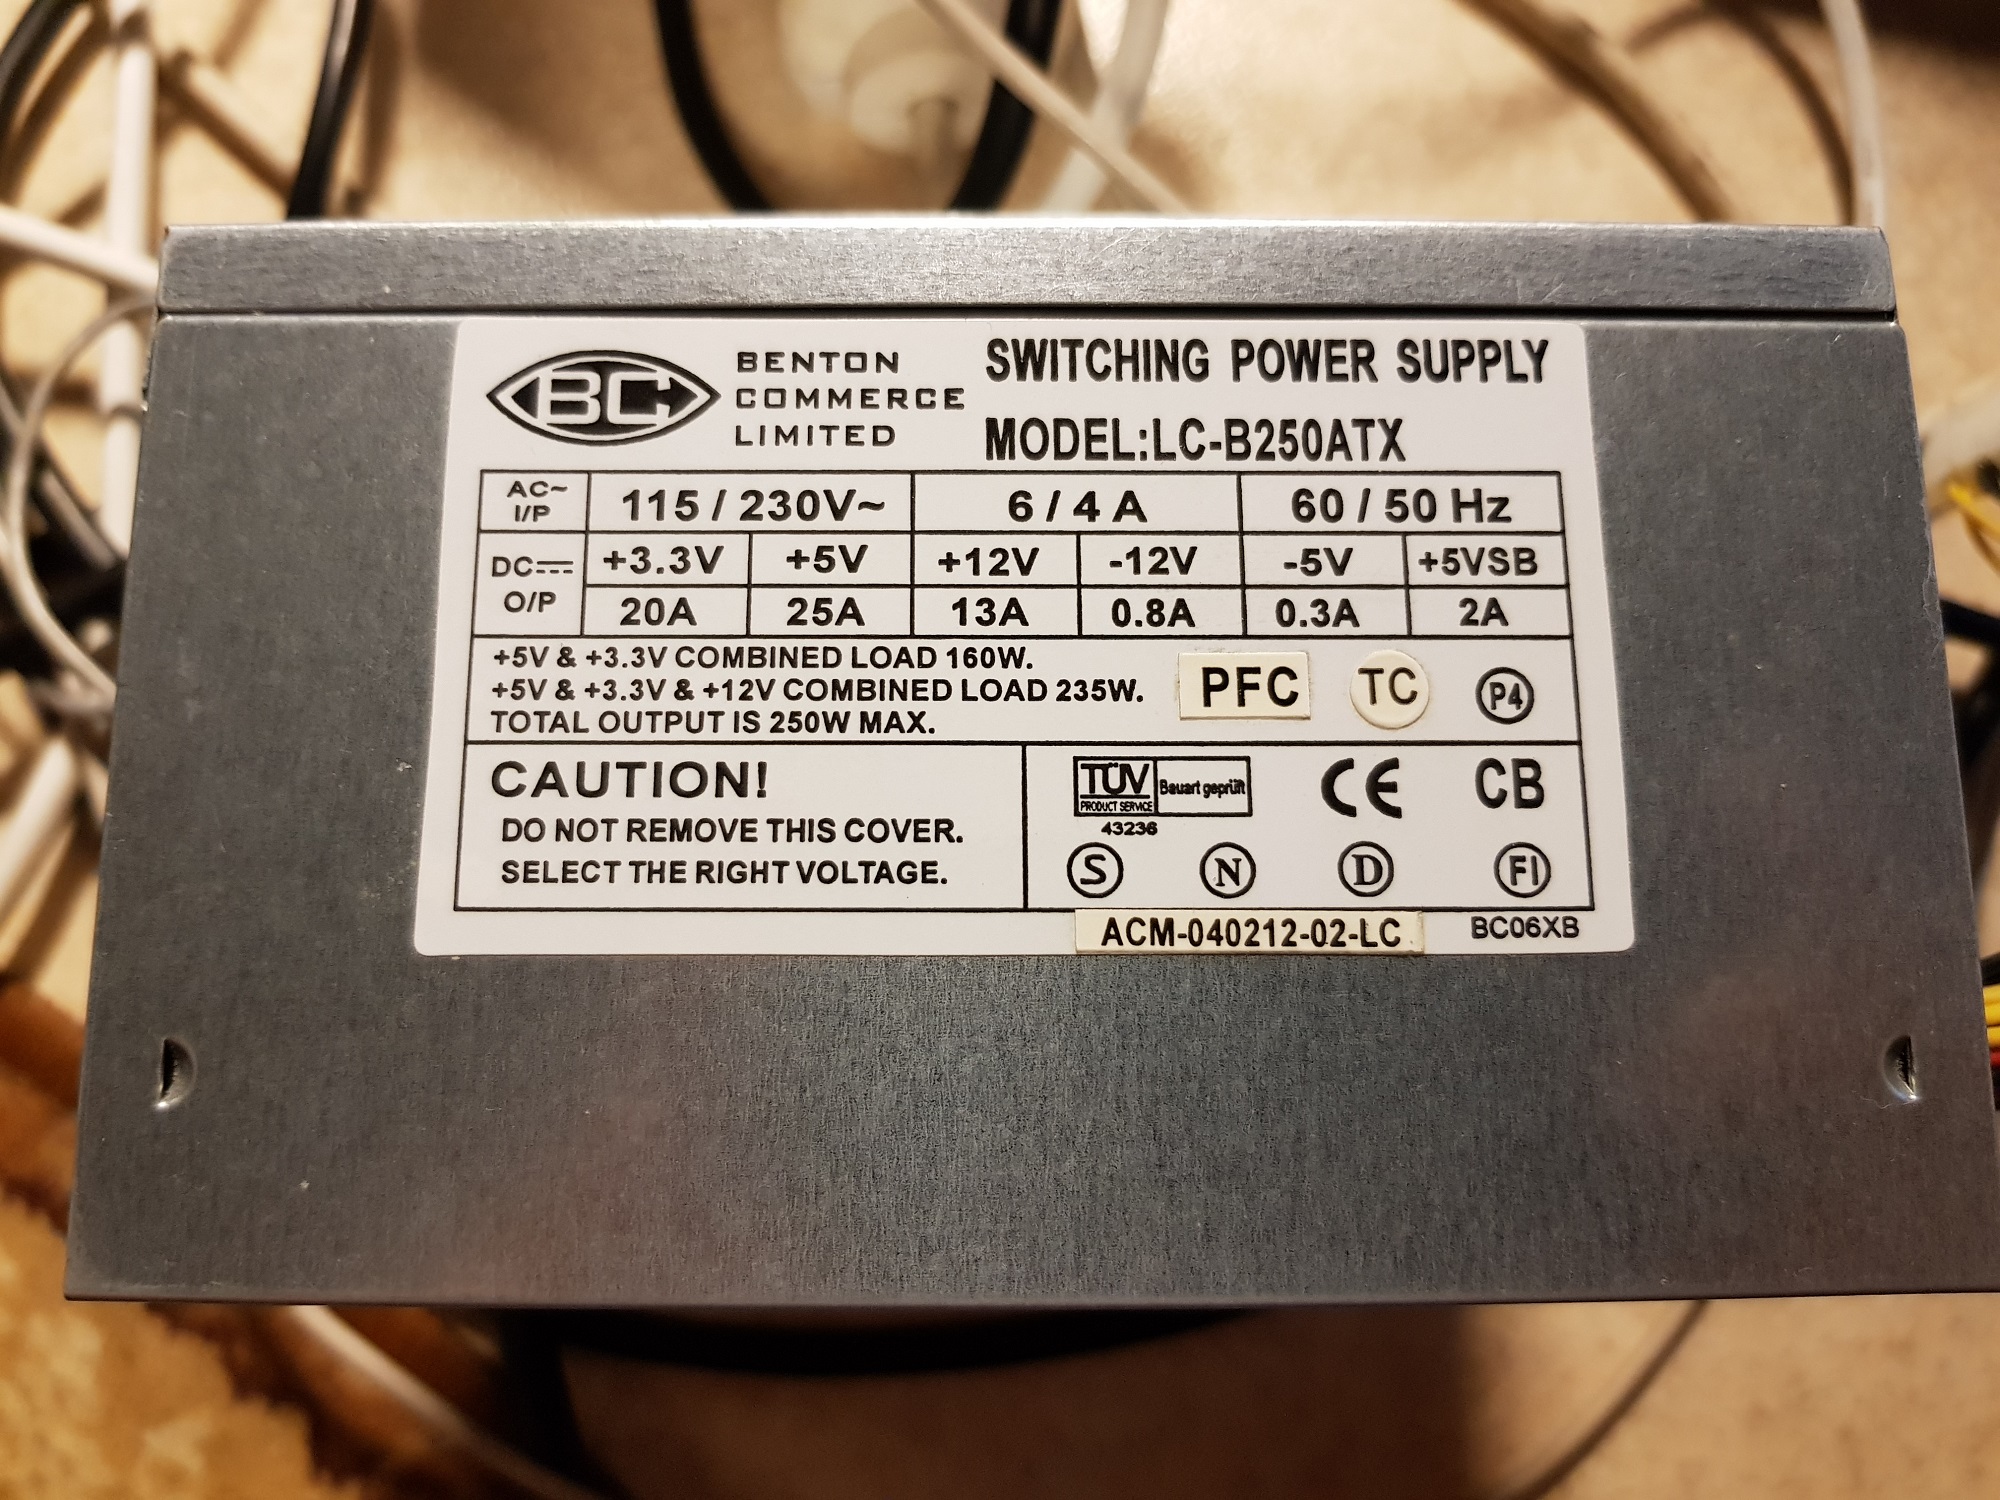 BC
BENTON
COMMERCE
LIMITED
SWITCHING POWER SUPPLY
MODEL:LC-B250ATX
AC~ I/P 115 / 230V~ 6 / 4 A 60 / 50 Hz
DC O/P +3.3V +5V +12V -12V -5V +5VSB
20A 25A 13A 0.8A 0.3A 2A
+5V & +3.3V COMBINED LOAD 160W.
+5V & +3.3V & +12V COMBINED LOAD 235W.
TOTAL OUTPUT IS 250W MAX.
PFC TC P4
CAUTION!
DO NOT REMOVE THIS COVER.
SELECT THE RIGHT VOLTAGE.
TÜV
PRODUCT SERVICE
Bauart geprüft
43236
CE CB
S N D FI
ACM-040212-02-LC
BC06XB